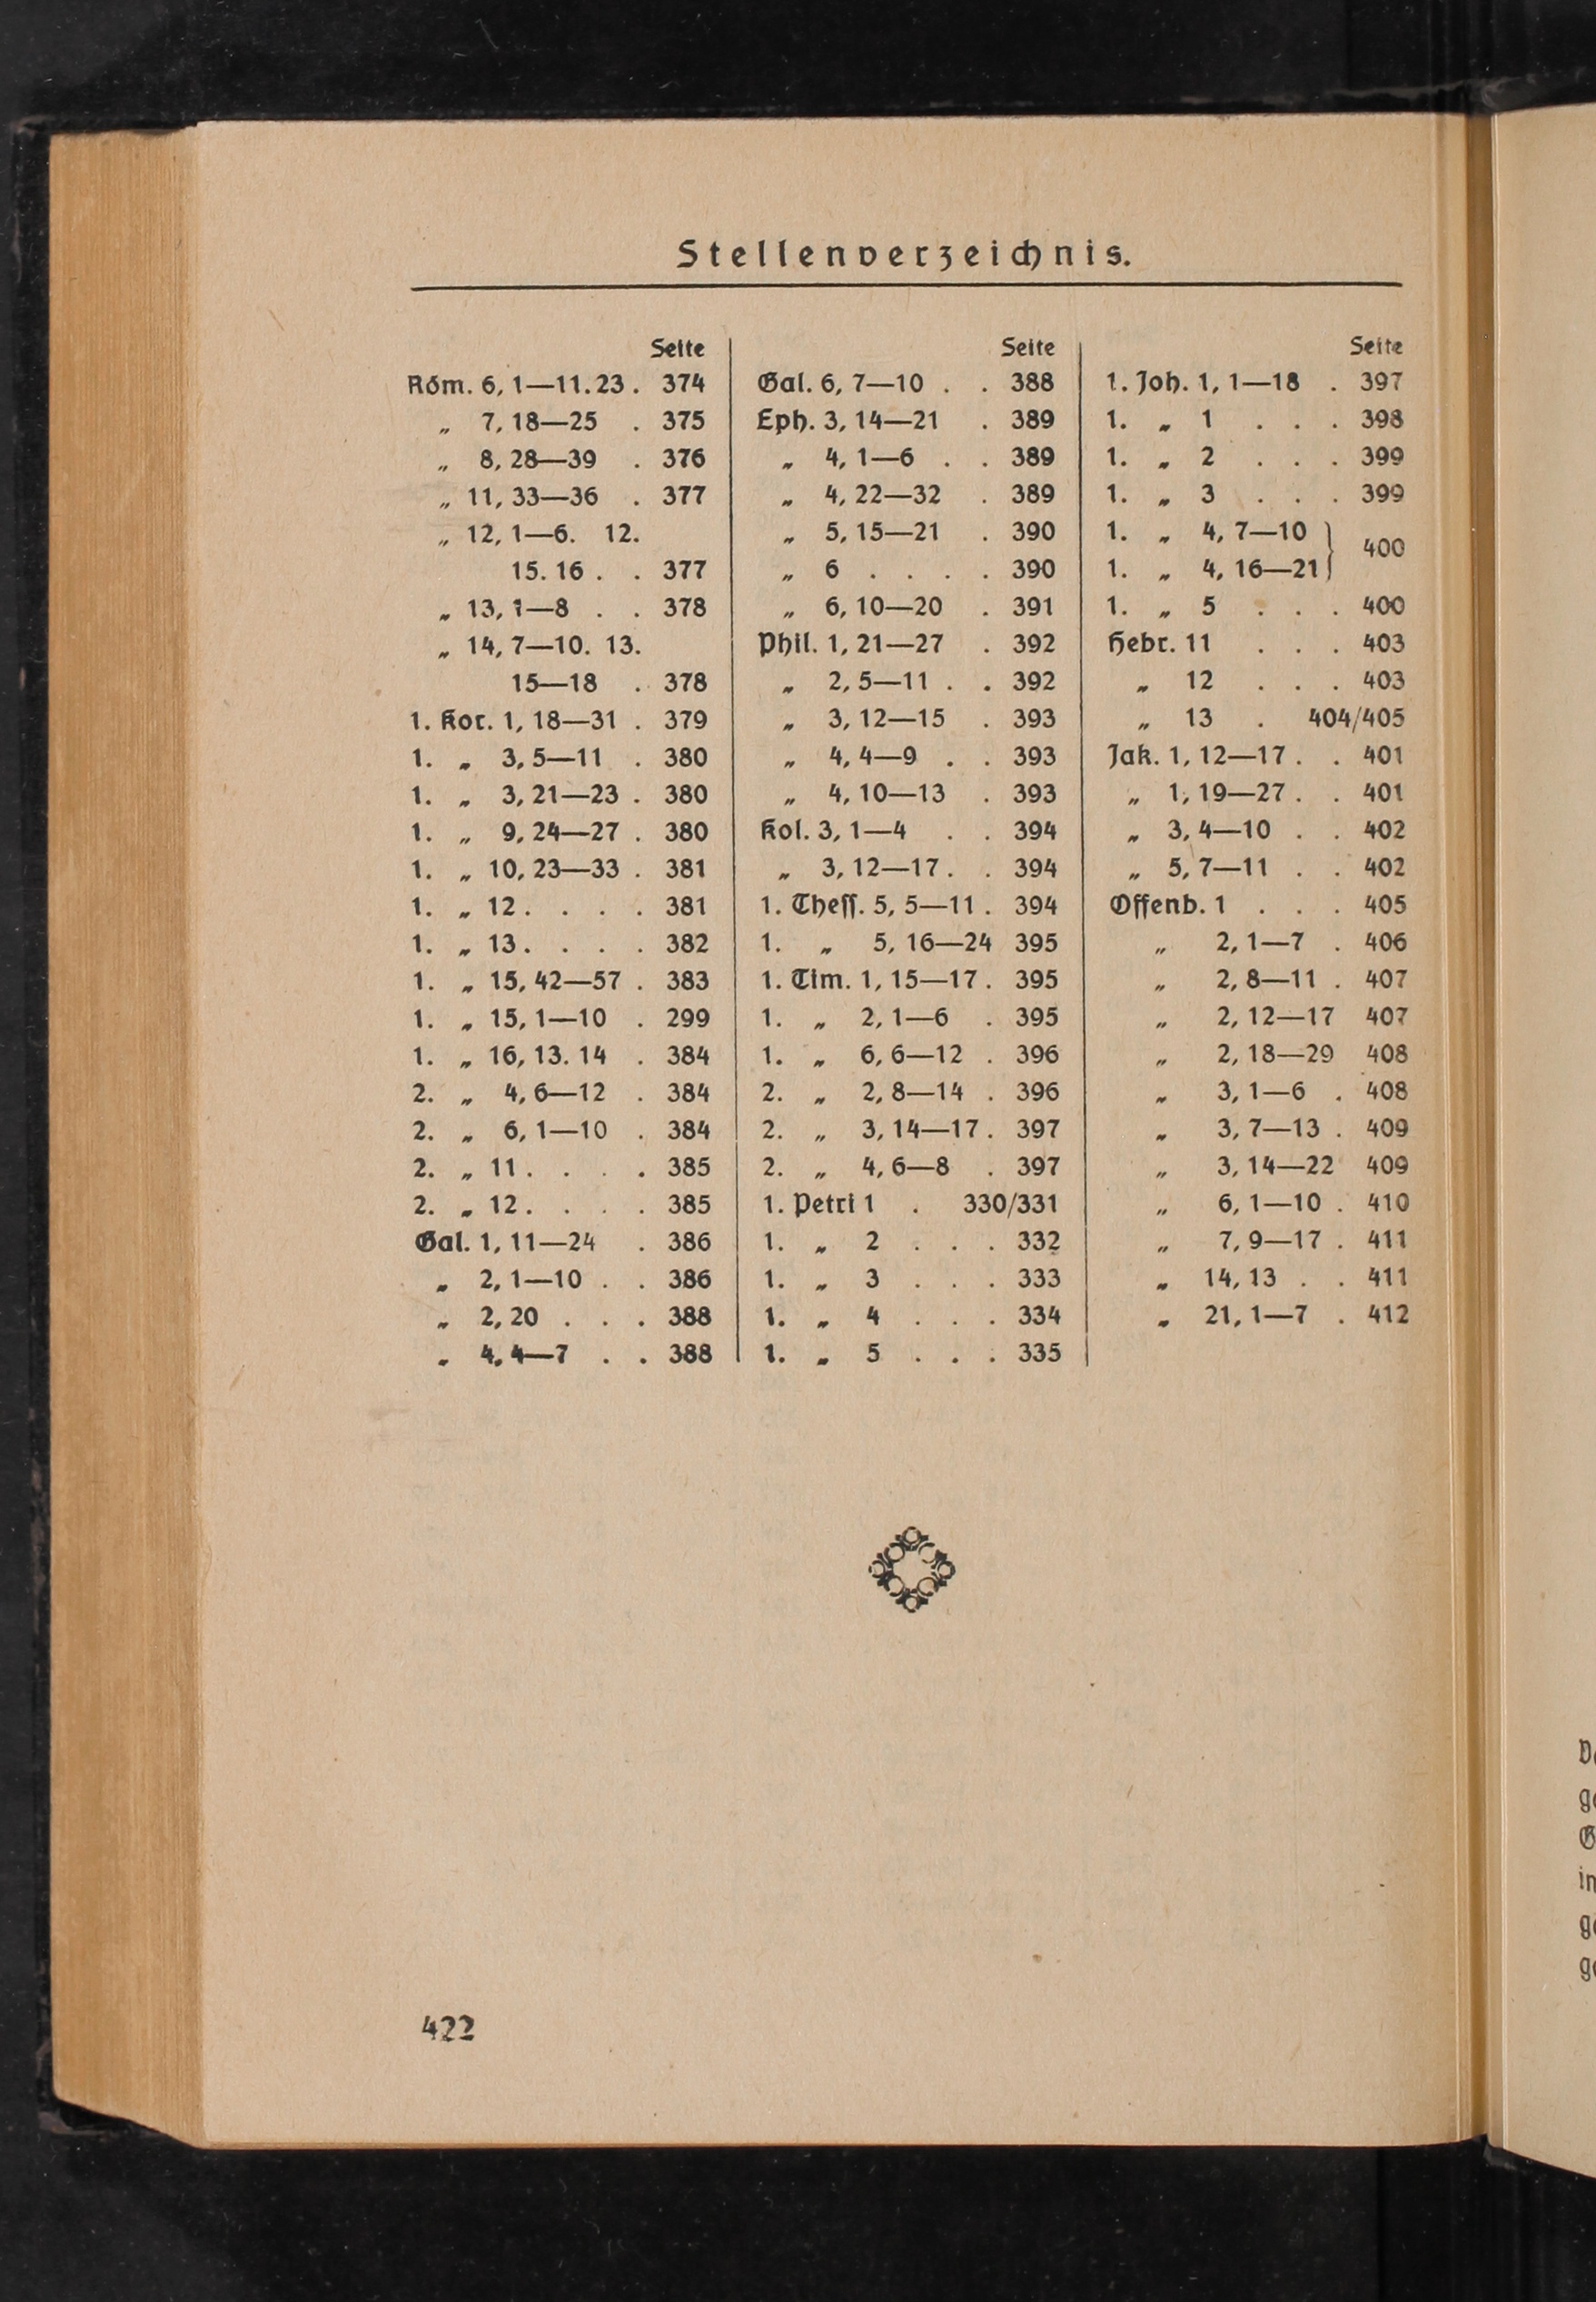 Stellenverzeichnis.
Seite
Röm. 6, 1—11. 23 . 374
„ 7, 18—25 . 375
„ 8, 28—39 . 376
„ 11, 33—36 . 377
„ 12, 1—6. 12.
15. 16 . . 377
„ 13, 1—8 . . 378
„ 14, 7—10. 13.
15—18 . 378
1. Kor. 1, 18—31 . 379
1. „ 3, 5—11 . 380
1. „ 3, 21—23 . 380
1. „ 9, 24—27 . 380
1. „ 10, 23—33 . 381
1. „ 12 . . . . 381
1. „ 13 . . . . 382
1. „ 15, 42—57 . 383
1. „ 15, 1—10 . 299
1. „ 16, 13. 14 . 384
2. „ 4, 6—12 . 384
2. „ 6, 1—10 . 384
2. „ 11 . . . . 385
2. „ 12 . . . . 385
Gal. 1, 11—24 . 386
„ 2, 1—10 . . 386
„ 2, 20 . . . 388
„ 4, 4—7 . . 388
Seite
Gal. 6, 7—10 . . 388
Eph. 3, 14—21 . 389
„ 4, 1—6 . . 389
„ 4, 22—32 . 389
„ 5, 15—21 . 390
„ 6 . . . . 390
„ 6, 10—20 . 391
Phil. 1, 21—27 . 392
„ 2, 5—11 . . 392
„ 3, 12—15 . 393
„ 4, 4—9 . . 393
„ 4, 10—13 . 393
Kol. 3, 1—4 . . 394
„ 3, 12—17 . . 394
1. Theſſ. 5, 5—11 . 394
1. „ 5, 16—24 395
1. Tim. 1, 15—17 . 395
1. „ 2, 1—6 . 395
1. „ 6, 6—12 . 396
2. „ 2, 8—14 . 396
2. „ 3, 14—17 . 397
2. „ 4, 6—8 . 397
1. Petri 1 . 330/331
1. „ 2 . . . 332
1. „ 3 . . . 333
1. „ 4 . . . 334
1. „ 5 . . . 335
Seite
1. Joh. 1, 1—18 . 397
1. „ 1 . . . 398
1. „ 2 . . . 399
1. „ 3 . . . 399
1. „ 4, 7—10 } 400
1. „ 4, 16—21 }
1. „ 5 . . . 400
Hebr. 11 . . . 403
„ 12 . . . 403
„ 13 . 404/405
Jak. 1, 12—17 . . 401
„ 1, 19—27 . . 401
„ 3, 4—10 . . 402
„ 5, 7—11 . . 402
Offenb. 1 . . . 405
„ 2, 1—7 . 406
„ 2, 8—11 . 407
„ 2, 12—17 407
„ 2, 18—29 408
„ 3, 1—6 . 408
„ 3, 7—13 . 409
„ 3, 14—22 409
„ 6, 1—10 . 410
„ 7, 9—17 . 411
„ 14, 13 . . 411
„ 21, 1—7 . 412
422